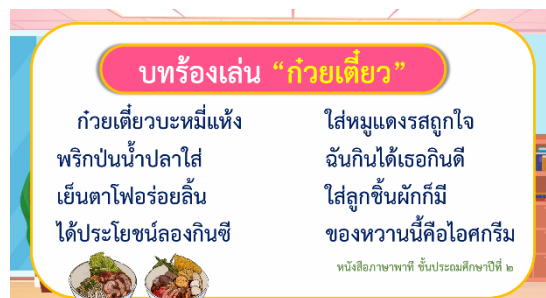 บทร้องเล่น “ก๋วยเตี๋ยว”
ก๋วยเตี๋ยวบะหมี่แห้ง ใส่หมูแดงรสถูกใจ
พริกป่นน้ำปลาใส่ ฉันกินได้เธอกินดี
เย็นตาโฟอร่อยลิ้น ใส่ลูกชิ้นผักก็มี
ได้ประโยชน์ลองกินซี ของหวานนี้คือไอศกรีม
หนังสือภาษาพาที ชั้นประถมศึกษาปีที่ ๒